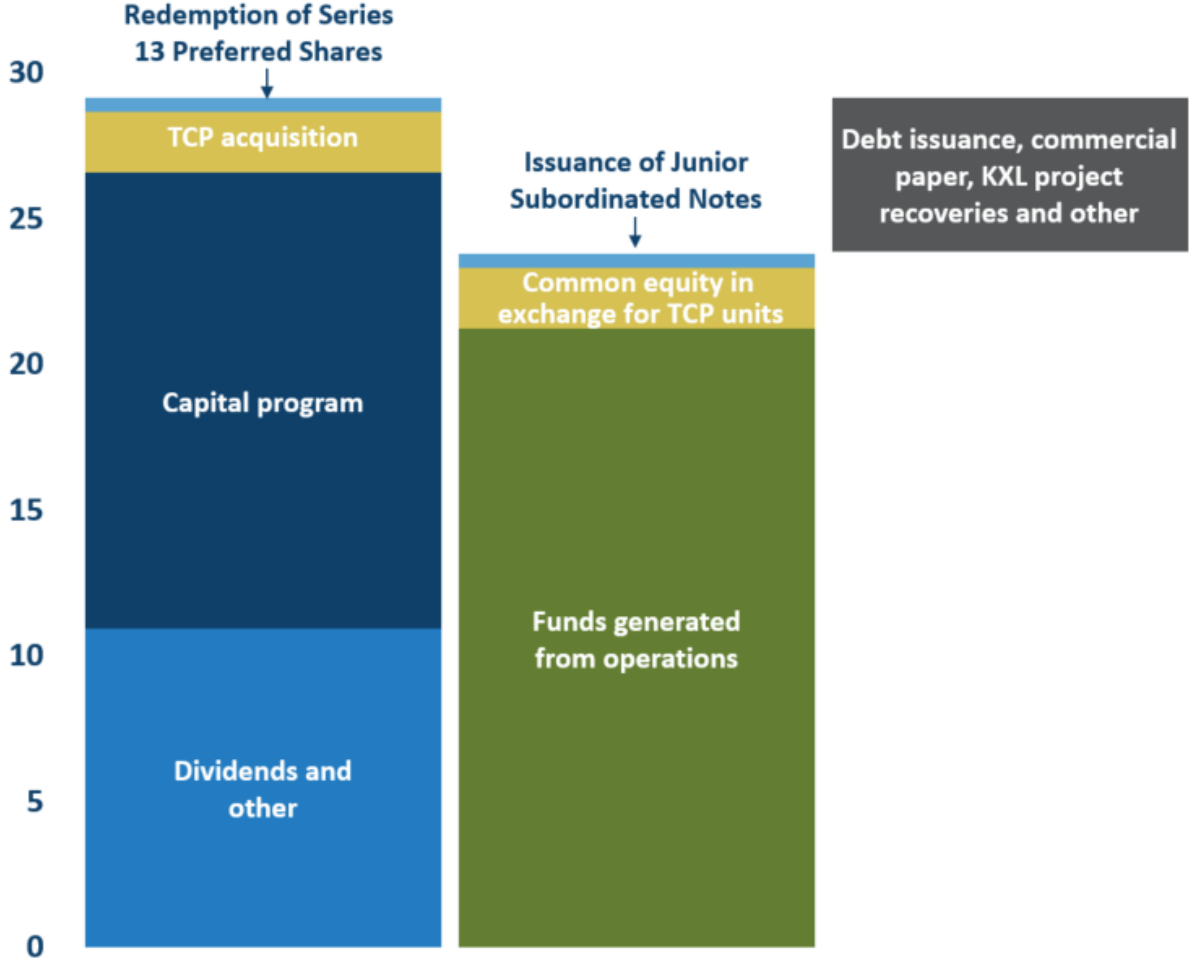 Redemption of Series
13 Preferred Shares
30
25
20
15
10
5
0
TCP acquisition
Capital program
Dividends and
other
Issuance of Junior
Subordinated Notes
Common equity in
exchange for TCP units
Funds generated
from operations
Debt issuance, commercial
paper, KXL project
recoveries and other